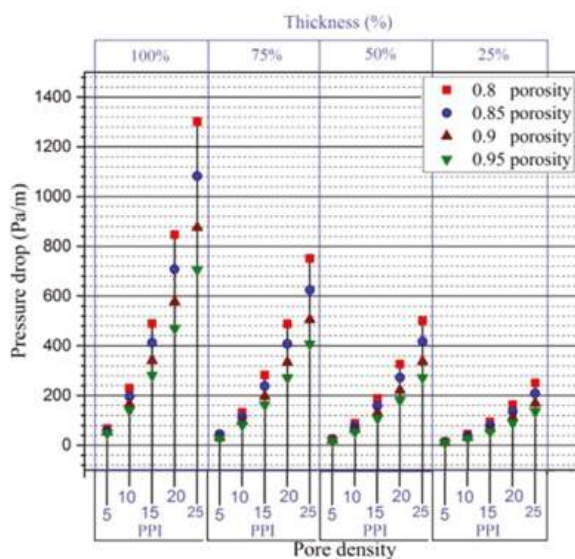 Thickness (%)
100% 75% 50% 25%
0.8 porosity
0.85 porosity
0.9 porosity
0.95 porosity
Pressure drop (Pa/m)
1400
1200
1000
800
600
400
200
0
5 10 15 20 25 5 10 15 20 25 5 10 15 20 25 5 10 15 20 25
PPI PPI PPI PPI
Pore density